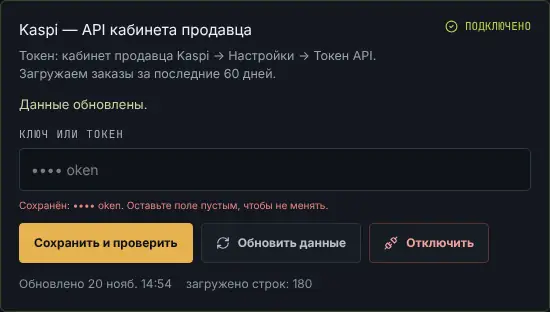 Kaspi — API кабинета продавца
ПОДКЛЮЧЕНО
Токен: кабинет продавца Kaspi → Настройки → Токен API.
Загружаем заказы за последние 60 дней.
Данные обновлены.
КЛЮЧ ИЛИ ТОКЕН
•••• oken
Сохранён: •••• oken. Оставьте поле пустым, чтобы не менять.
Сохранить и проверить
Обновить данные
Отключить
Обновлено 20 нояб. 14:54 загружено строк: 180